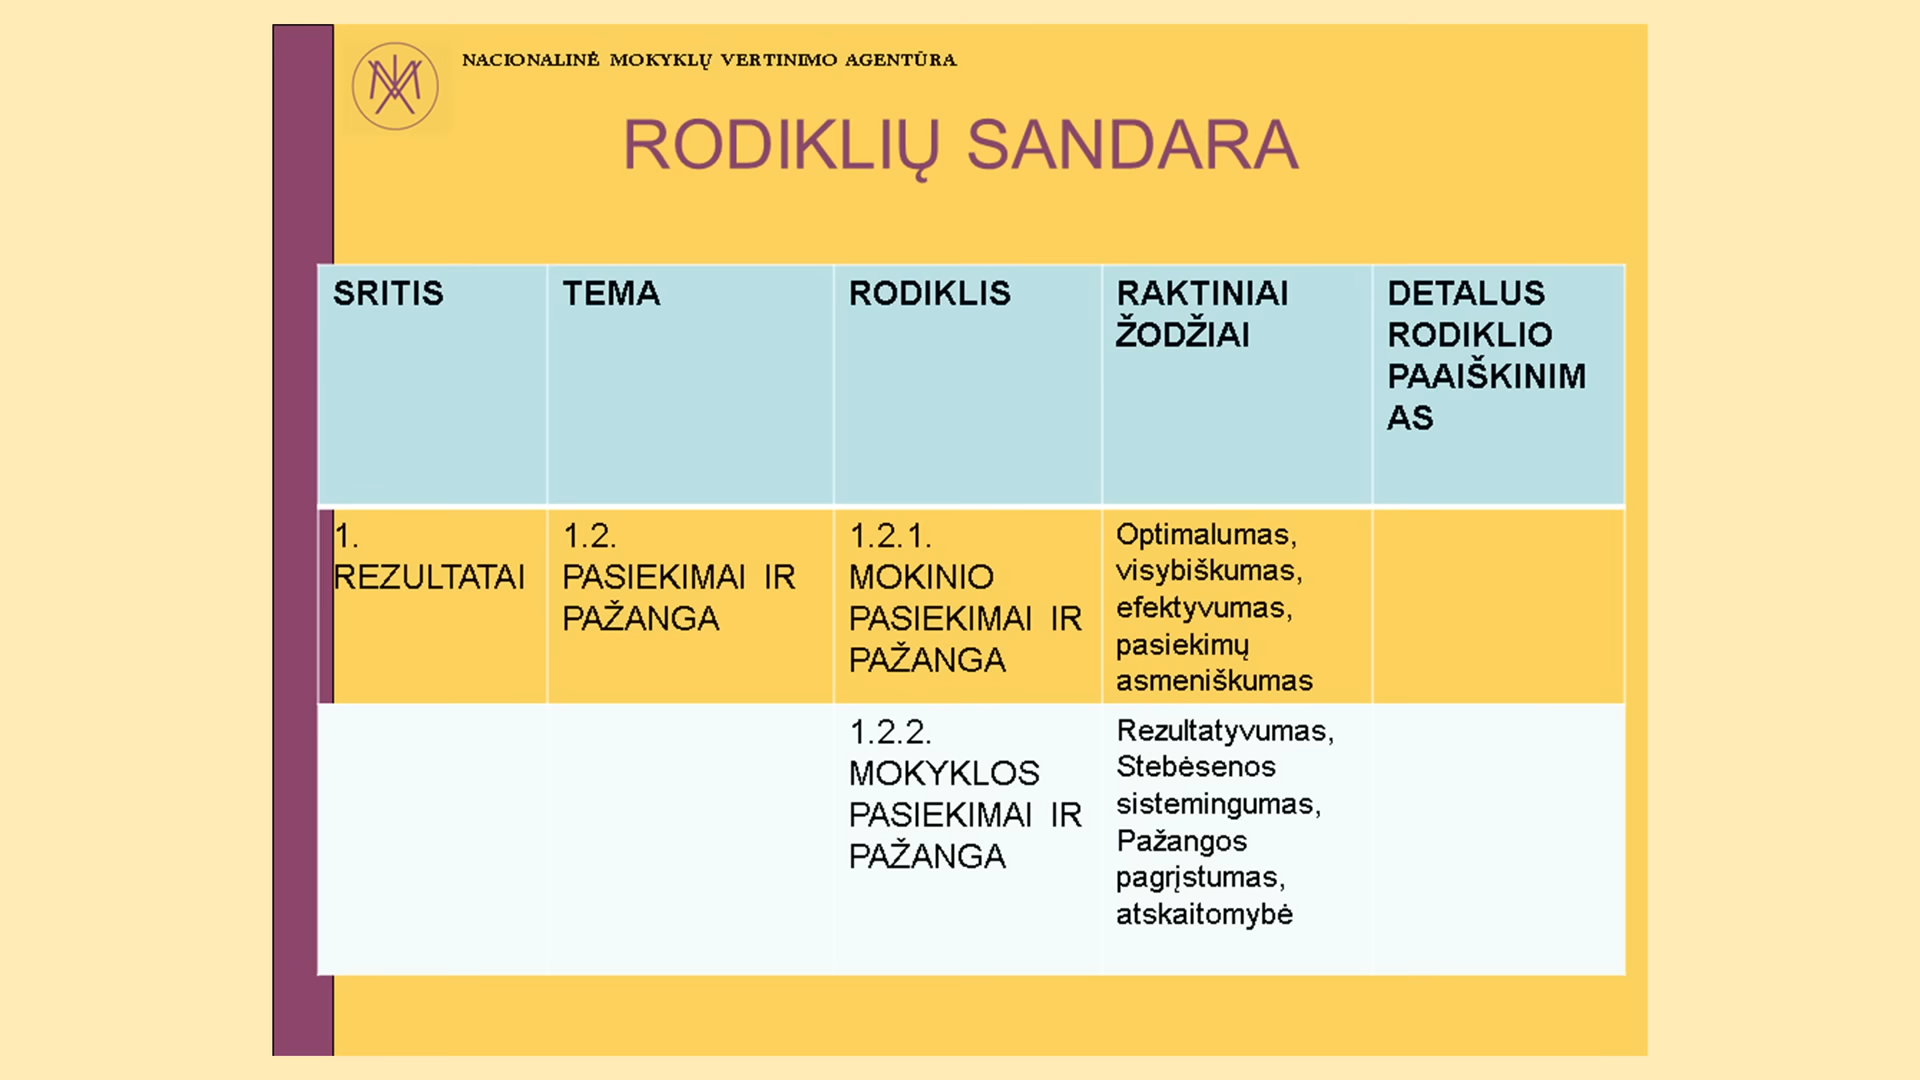 NACIONALINĖ MOKYKLŲ VERTINIMO AGENTŪRA
RODIKLIŲ SANDARA
SRITIS
TEMA
RODIKLIS
RAKTINIAI
ŽODŽIAI
DETALUS
RODIKLIO
PAAIŠKINIM
AS
1.
REZULTATAI
1.2.
PASIEKIMAI IR
PAŽANGA
1.2.1.
MOKINIO
PASIEKIMAI IR
PAŽANGA
Optimalumas,
visybiškumas,
efektyvumas,
pasiekimų
asmeniškumas
1.2.2.
MOKYKLOS
PASIEKIMAI IR
PAŽANGA
Rezultatyvumas,
Stebėsenos
sistemingumas,
Pažangos
pagrįstumas,
atskaitomybė